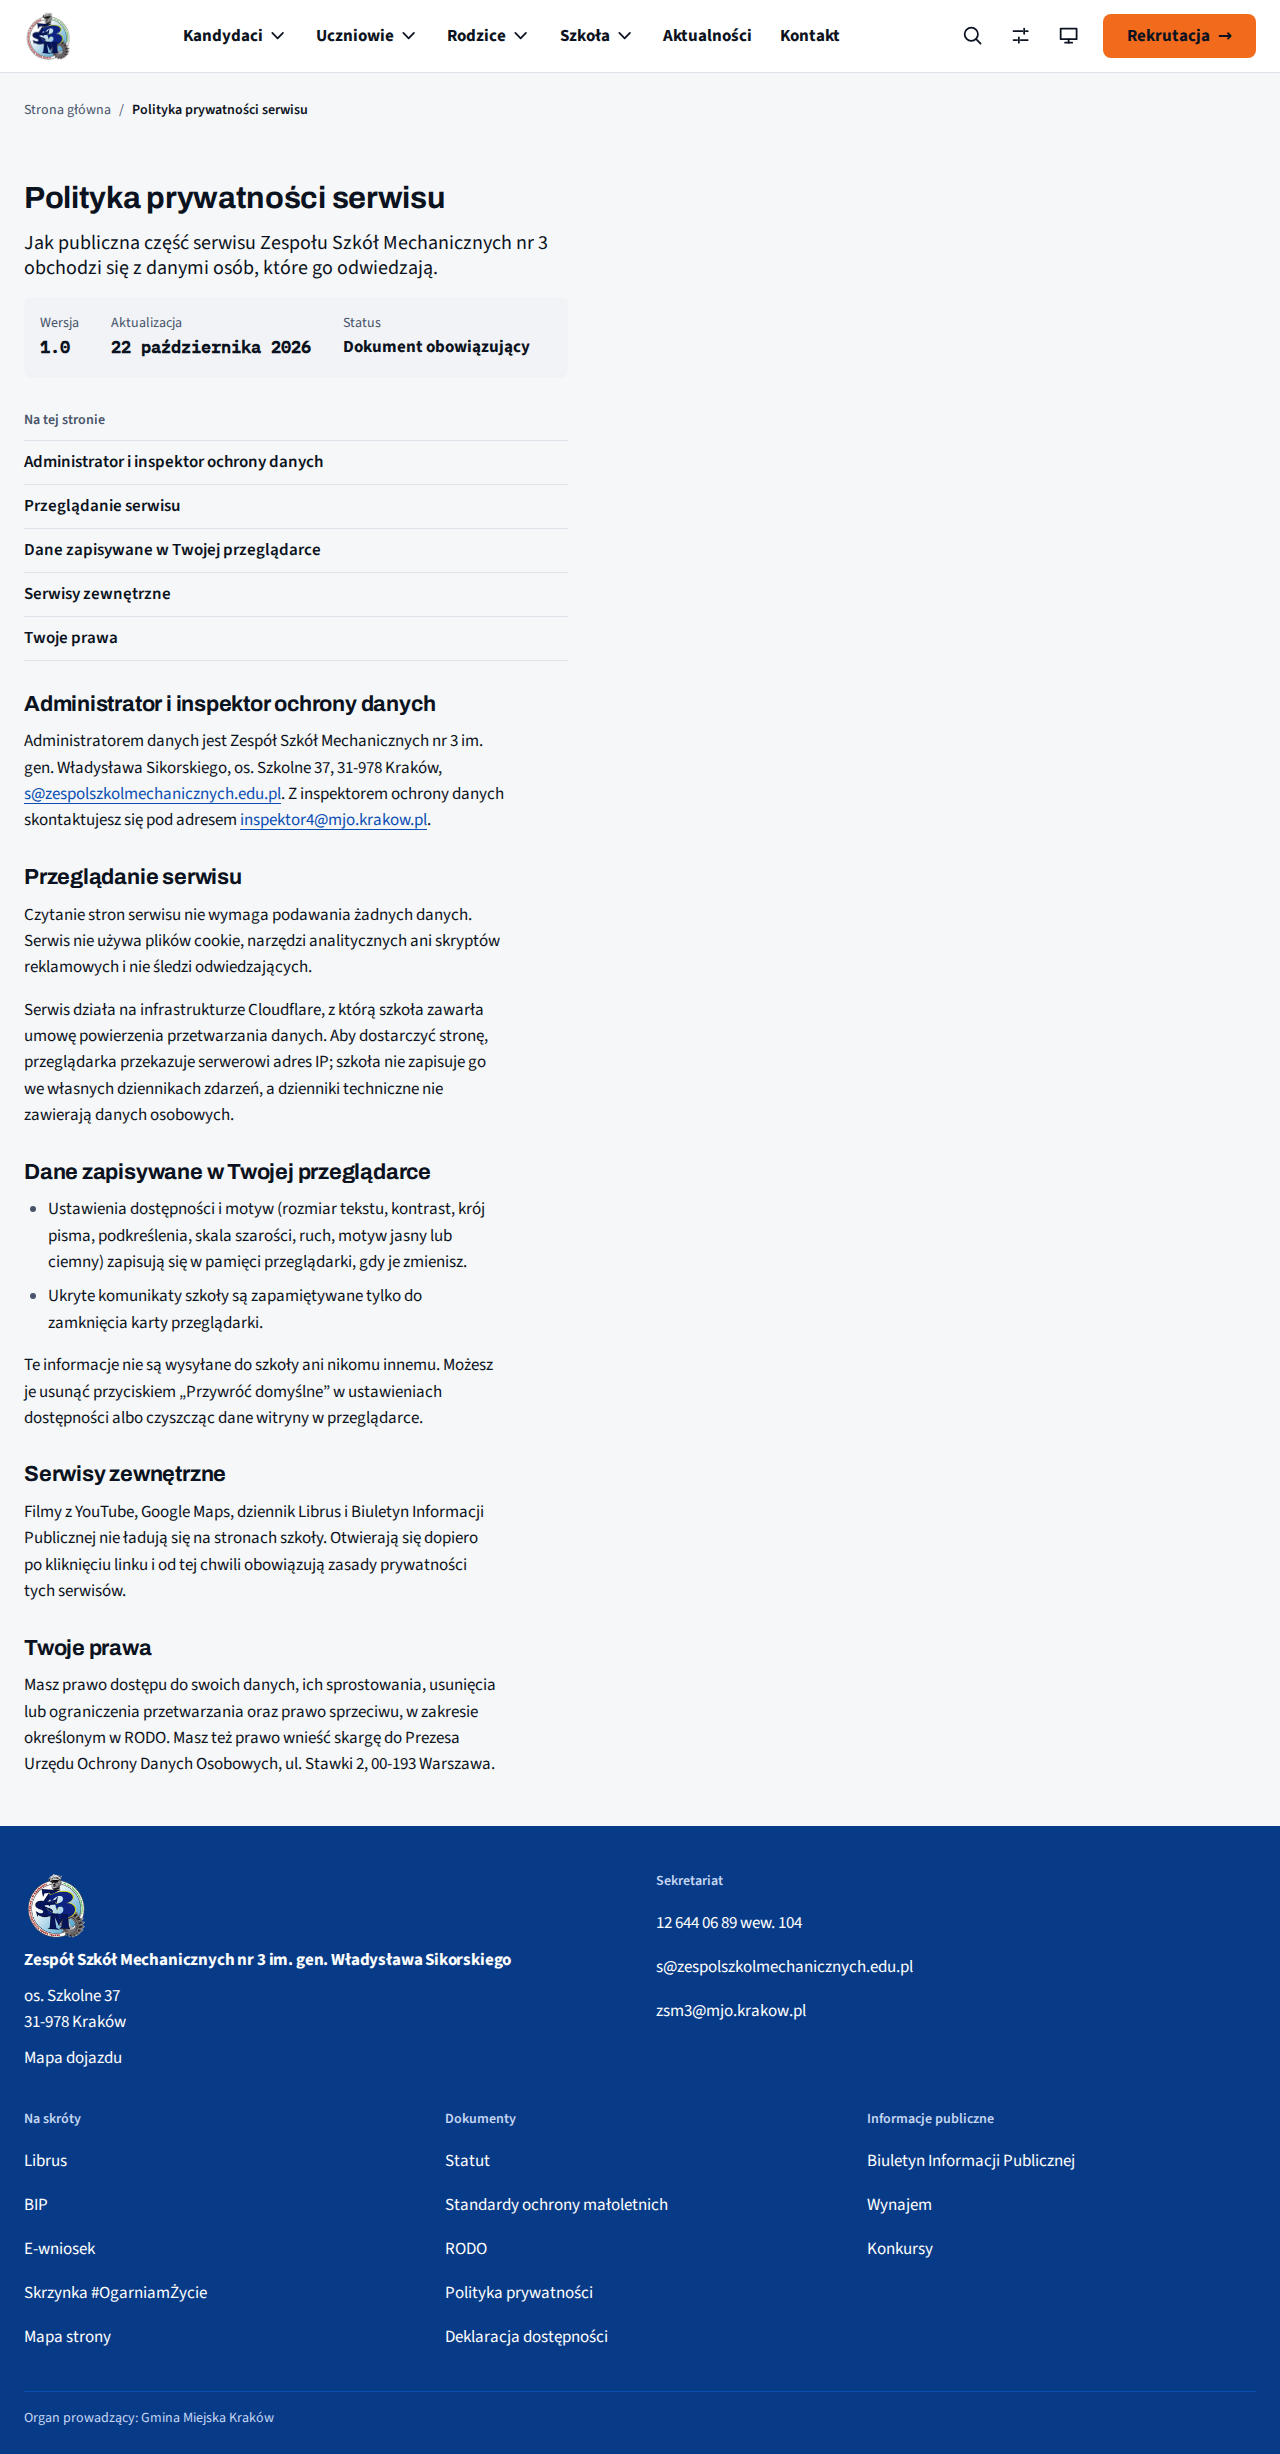 Kandydaci Uczniowie Rodzice Szkoła Aktualności Kontakt Rekrutacja →
Strona główna / Polityka prywatności serwisu
Polityka prywatności serwisu
Jak publiczna część serwisu Zespołu Szkół Mechanicznych nr 3
obchodzi się z danymi osób, które go odwiedzają.
Wersja Aktualizacja Status
1.0 22 października 2026 Dokument obowiązujący
Na tej stronie
Administrator i inspektor ochrony danych
Przeglądanie serwisu
Dane zapisywane w Twojej przeglądarce
Serwisy zewnętrzne
Twoje prawa
Administrator i inspektor ochrony danych
Administratorem danych jest Zespół Szkół Mechanicznych nr 3 im.
gen. Władysława Sikorskiego, os. Szkolne 37, 31-978 Kraków,
s@zespolszkolmechanicznych.edu.pl. Z inspektorem ochrony danych
skontaktujesz się pod adresem inspektor4@mjo.krakow.pl.
Przeglądanie serwisu
Czytanie stron serwisu nie wymaga podawania żadnych danych.
Serwis nie używa plików cookie, narzędzi analitycznych ani skryptów
reklamowych i nie śledzi odwiedzających.
Serwis działa na infrastrukturze Cloudflare, z którą szkoła zawarła
umowę powierzenia przetwarzania danych. Aby dostarczyć stronę,
przeglądarka przekazuje serwerowi adres IP; szkoła nie zapisuje go
we własnych dziennikach zdarzeń, a dzienniki techniczne nie
zawierają danych osobowych.
Dane zapisywane w Twojej przeglądarce
• Ustawienia dostępności i motyw (rozmiar tekstu, kontrast, krój
pisma, podkreślenia, skala szarości, ruch, motyw jasny lub
ciemny) zapisują się w pamięci przeglądarki, gdy je zmienisz.
• Ukryte komunikaty szkoły są zapamiętywane tylko do
zamknięcia karty przeglądarki.
Te informacje nie są wysyłane do szkoły ani nikomu innemu. Możesz
je usunąć przyciskiem „Przywróć domyślne” w ustawieniach
dostępności albo czyszcząc dane witryny w przeglądarce.
Serwisy zewnętrzne
Filmy z YouTube, Google Maps, dziennik Librus i Biuletyn Informacji
Publicznej nie ładują się na stronach szkoły. Otwierają się dopiero
po kliknięciu linku i od tej chwili obowiązują zasady prywatności
tych serwisów.
Twoje prawa
Masz prawo dostępu do swoich danych, ich sprostowania, usunięcia
lub ograniczenia przetwarzania oraz prawo sprzeciwu, w zakresie
określonym w RODO. Masz też prawo wnieść skargę do Prezesa
Urzędu Ochrony Danych Osobowych, ul. Stawki 2, 00-193 Warszawa.
Zespół Szkół Mechanicznych nr 3 im. gen. Władysława Sikorskiego
os. Szkolne 37
31-978 Kraków
Mapa dojazdu
Sekretariat
12 644 06 89 wew. 104
s@zespolszkolmechanicznych.edu.pl
zsm3@mjo.krakow.pl
Na skróty
Librus
BIP
E-wniosek
Skrzynka #OgarniamŻycie
Mapa strony
Dokumenty
Statut
Standardy ochrony małoletnich
RODO
Polityka prywatności
Deklaracja dostępności
Informacje publiczne
Biuletyn Informacji Publicznej
Wynajem
Konkursy
Organ prowadzący: Gmina Miejska Kraków